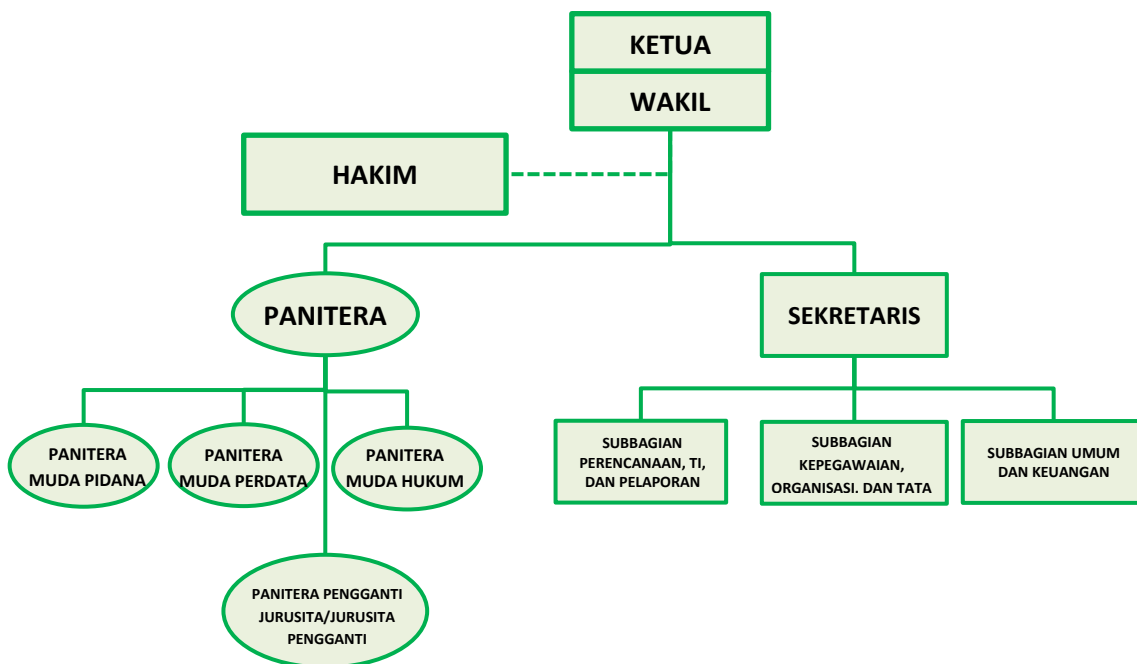 KETUA
WAKIL
HAKIM
PANITERA
SEKRETARIS
PANITERA
MUDA PIDANA
PANITERA
MUDA PERDATA
PANITERA
MUDA HUKUM
SUBBAGIAN
PERENCANAAN, TI,
DAN PELAPORAN
SUBBAGIAN
KEPEGAWAIAN,
ORGANISASI. DAN TATA
SUBBAGIAN UMUM
DAN KEUANGAN
PANITERA PENGGANTI
JURUSITA/JURUSITA
PENGGANTI